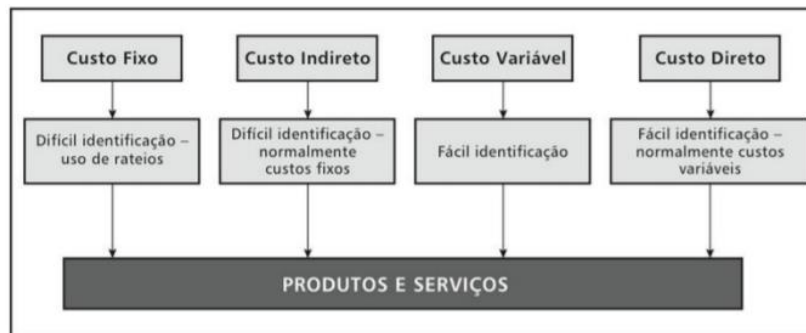 Custo Fixo
Custo Indireto
Custo Variável
Custo Direto
Difícil identificação –
uso de rateios
Difícil identificação –
normalmente
custos fixos
Fácil identificação
Fácil identificação –
normalmente custos
variáveis
PRODUTOS E SERVIÇOS